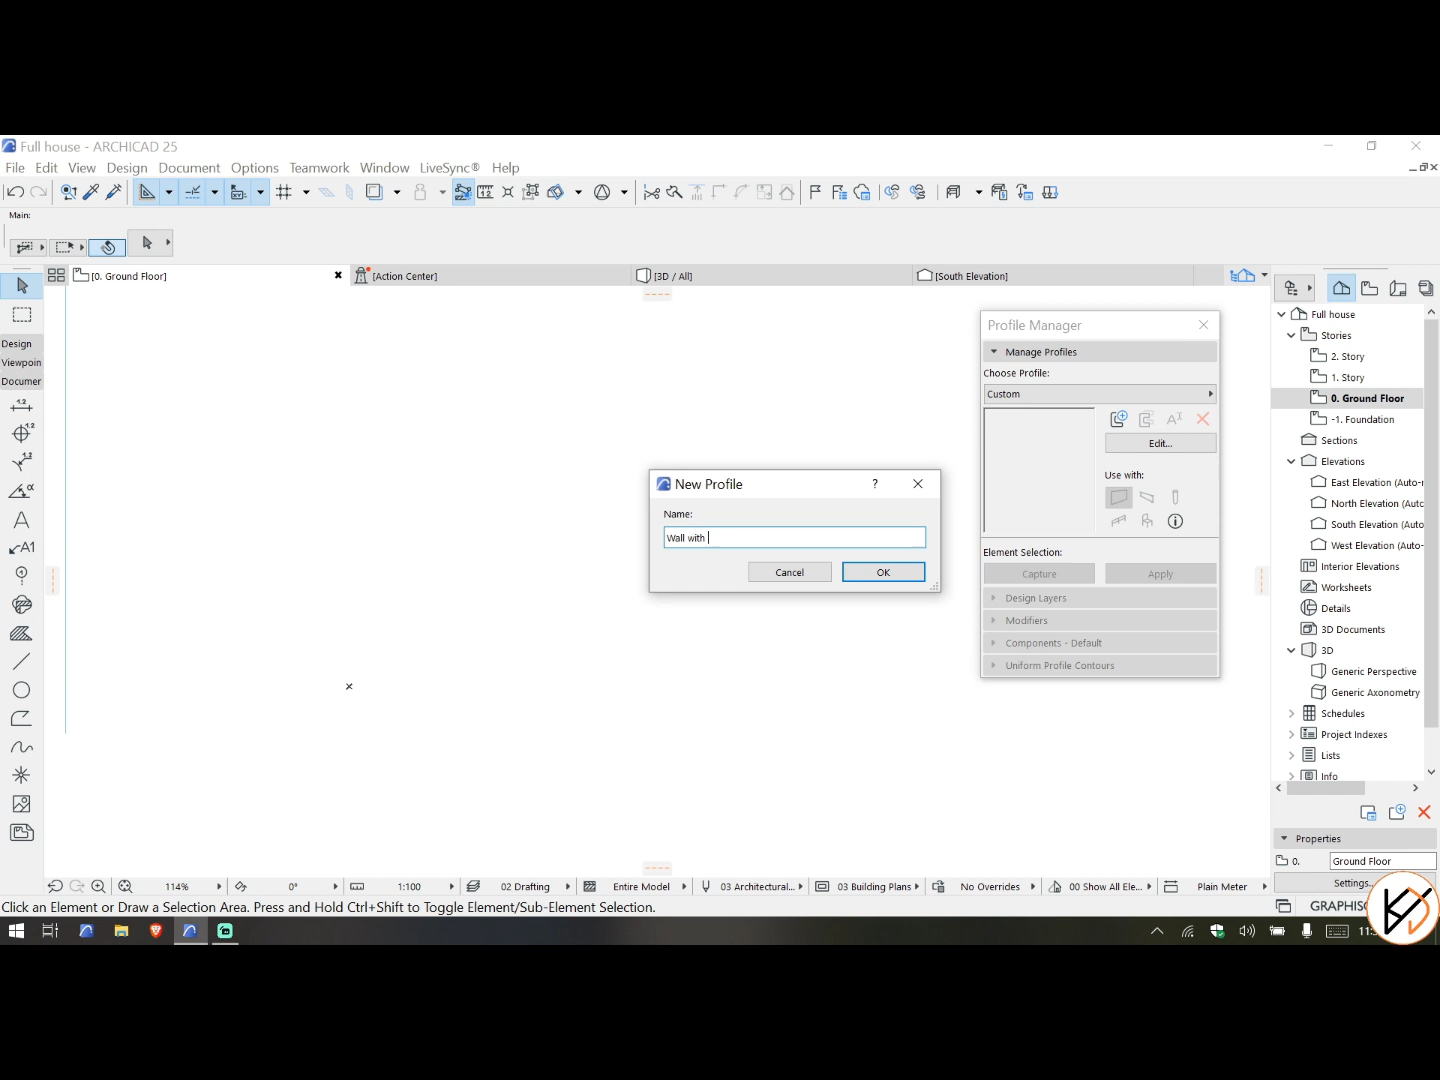 Full house - ARCHICAD 25
File Edit View Design Document Options Teamwork Window LiveSync® Help
Main:
[0. Ground Floor] [Action Center] [3D / All] [South Elevation]
Design
Viewpoin
Documer
Profile Manager
Manage Profiles
Choose Profile:
Custom
Edit...
Use with:
Element Selection:
Capture Apply
Design Layers
Modifiers
Components - Default
Uniform Profile Contours
New Profile ?
Name:
Wall with
Cancel OK
Full house
Stories
2. Story
1. Story
0. Ground Floor
-1. Foundation
Sections
Elevations
East Elevation (Auto-r
North Elevation (Autc
South Elevation (Auto
West Elevation (Auto-
Interior Elevations
Worksheets
Details
3D Documents
3D
Generic Perspective
Generic Axonometry
Schedules
Project Indexes
Lists
Info
Properties
0. Ground Floor
Settings...
114% 0° 1:100 02 Drafting Entire Model 03 Architectural... 03 Building Plans No Overrides 00 Show All Ele... Plain Meter
Click an Element or Draw a Selection Area. Press and Hold Ctrl+Shift to Toggle Element/Sub-Element Selection.
GRAPHISO